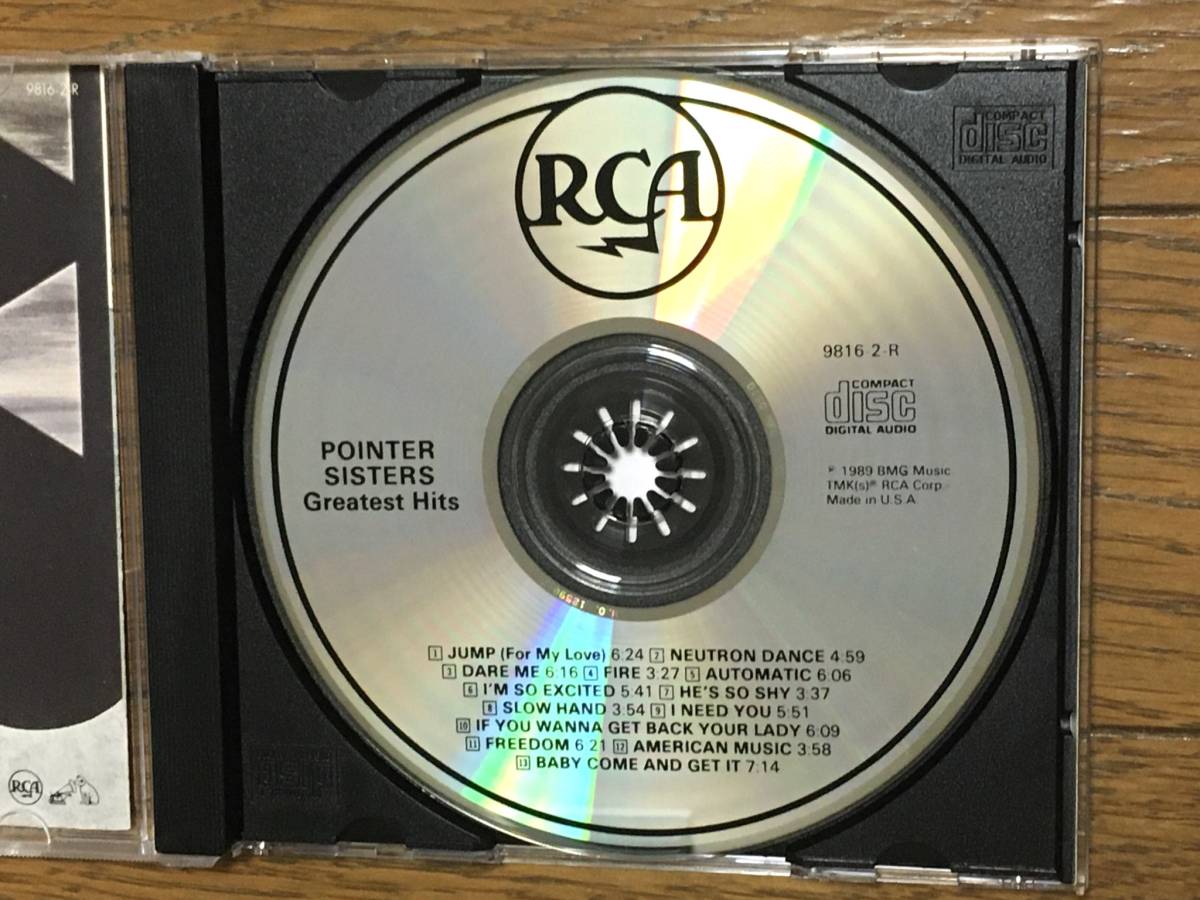 9816-2-R
RCA
COMPACT
disc
DIGITAL AUDIO
RCA
9816 2-R
COMPACT
disc
DIGITAL AUDIO
POINTER
SISTERS
Greatest Hits
℗ 1989 BMG Music
TMK(s)® RCA Corp.
Made in U.S.A.
1 JUMP (For My Love) 6:24 2 NEUTRON DANCE 4:59
3 DARE ME 6:16 4 FIRE 3:27 5 AUTOMATIC 6:06
6 I'M SO EXCITED 5:41 7 HE'S SO SHY 3:37
8 SLOW HAND 3:54 9 I NEED YOU 5:51
10 IF YOU WANNA GET BACK YOUR LADY 6:09
11 FREEDOM 6:21 12 AMERICAN MUSIC 3:58
13 BABY COME AND GET IT 7:14